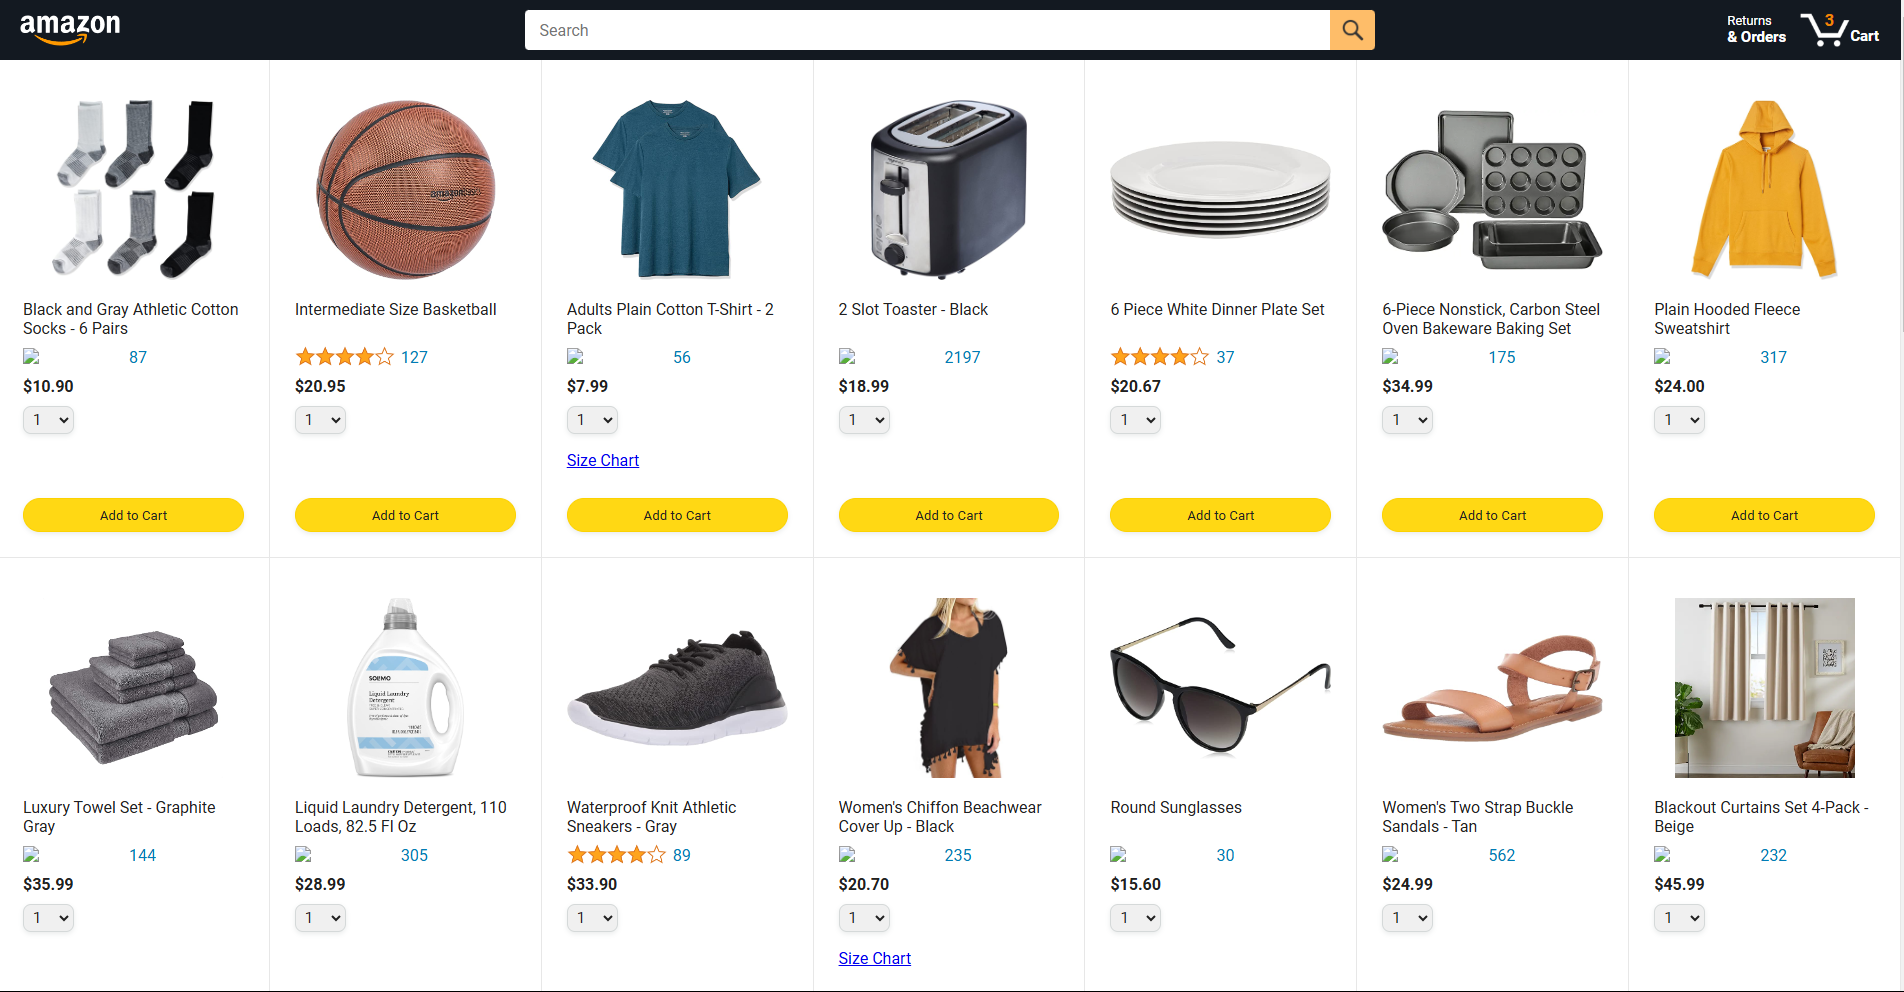 amazon
Search
Returns
& Orders
3
Cart
Black and Gray Athletic Cotton
Socks - 6 Pairs
87
$10.90
1
Intermediate Size Basketball
127
$20.95
1
Adults Plain Cotton T-Shirt - 2
Pack
56
$7.99
1
Size Chart
2 Slot Toaster - Black
2197
$18.99
1
6 Piece White Dinner Plate Set
37
$20.67
1
6-Piece Nonstick, Carbon Steel
Oven Bakeware Baking Set
175
$34.99
1
Plain Hooded Fleece
Sweatshirt
317
$24.00
1
Add to Cart
Add to Cart
Add to Cart
Add to Cart
Add to Cart
Add to Cart
Add to Cart
SOLIMO
Liquid Laundry
Detergent
Luxury Towel Set - Graphite
Gray
144
$35.99
1
Liquid Laundry Detergent, 110
Loads, 82.5 Fl Oz
305
$28.99
1
Waterproof Knit Athletic
Sneakers - Gray
89
$33.90
1
Women's Chiffon Beachwear
Cover Up - Black
235
$20.70
1
Size Chart
Round Sunglasses
30
$15.60
1
Women's Two Strap Buckle
Sandals - Tan
562
$24.99
1
Blackout Curtains Set 4-Pack -
Beige
232
$45.99
1